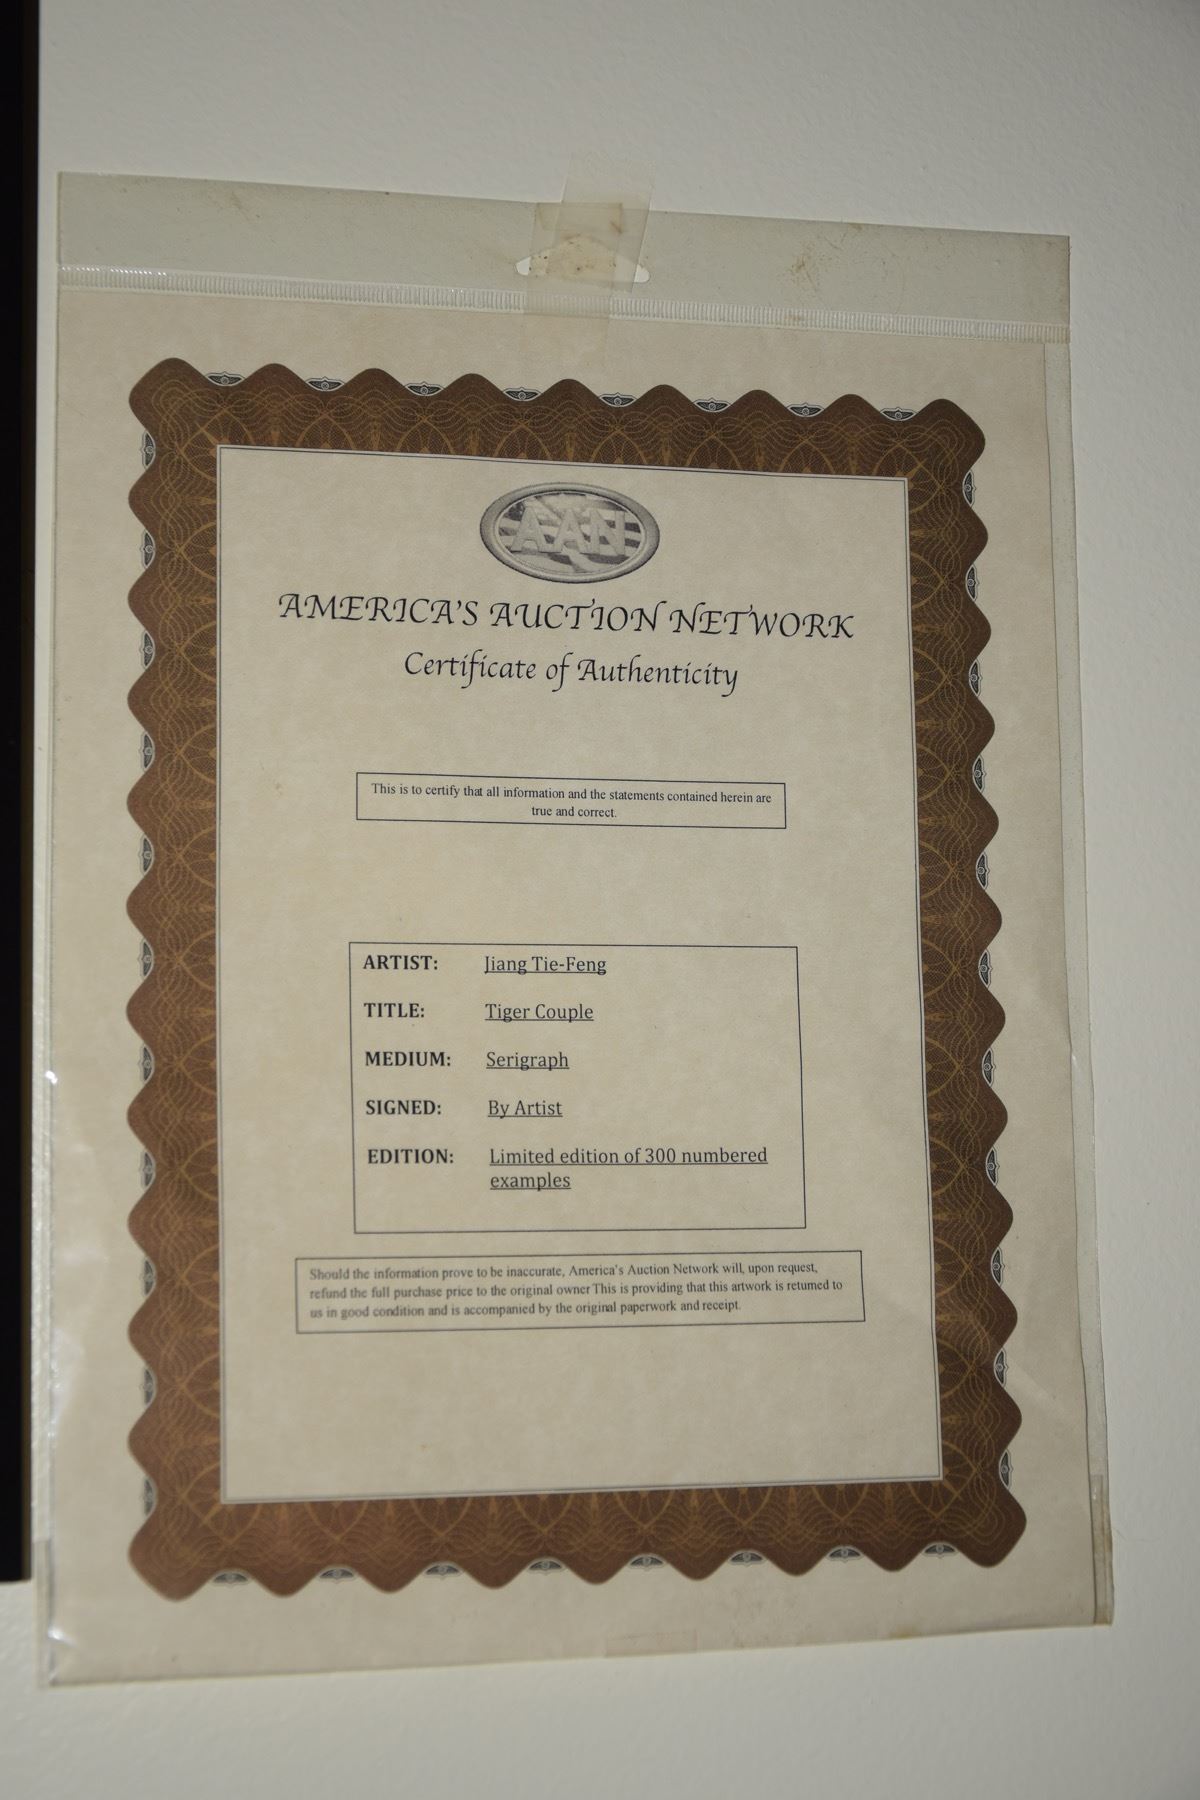 AAN
AMERICA'S AUCTION NETWORK
Certificate of Authenticity
This is to certify that all information and the statements contained herein are
true and correct.
ARTIST: Jiang Tie-Feng
TITLE: Tiger Couple
MEDIUM: Serigraph
SIGNED: By Artist
EDITION: Limited edition of 300 numbered
examples
Should the information prove to be inaccurate, America's Auction Network will, upon request,
refund the full purchase price to the original owner This is providing that this artwork is returned to
us in good condition and is accompanied by the original paperwork and receipt.